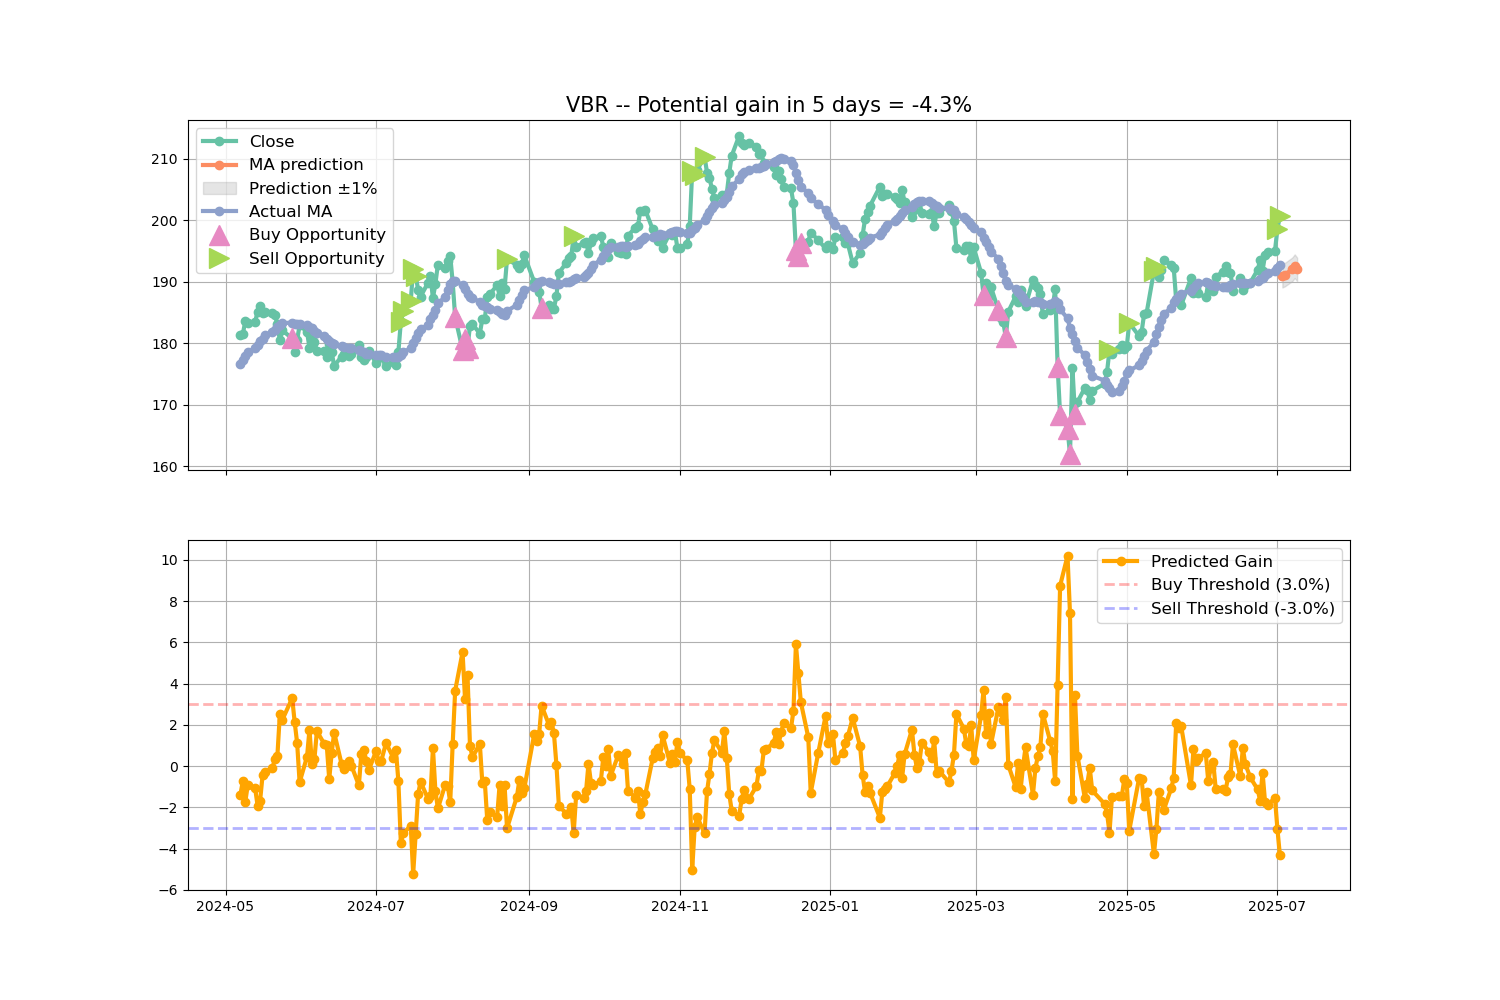 VBR -- Potential gain in 5 days = -4.3%
Close
MA prediction
Prediction ±1%
Actual MA
Buy Opportunity
Sell Opportunity
210
200
190
180
170
160
Predicted Gain
Buy Threshold (3.0%)
Sell Threshold (-3.0%)
10
8
6
4
2
0
−2
−4
−6
2024-05
2024-07
2024-09
2024-11
2025-01
2025-03
2025-05
2025-07